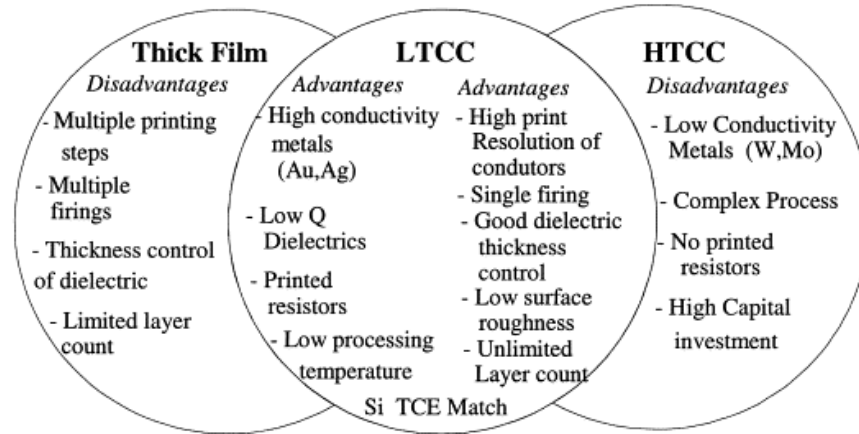 Thick Film
Disadvantages
- Multiple printing
steps
- Multiple
firings
- Thickness control
of dielectric
- Limited layer
count
LTCC
Advantages
- High conductivity
metals
(Au,Ag)
- Low Q
Dielectrics
- Printed
resistors
- Low processing
temperature
Advantages
- High print
Resolution of
condutors
- Single firing
- Good dielectric
thickness
control
- Low surface
roughness
- Unlimited
Layer count
Si TCE Match
HTCC
Disadvantages
- Low Conductivity
Metals (W,Mo)
- Complex Process
- No printed
resistors
- High Capital
investment